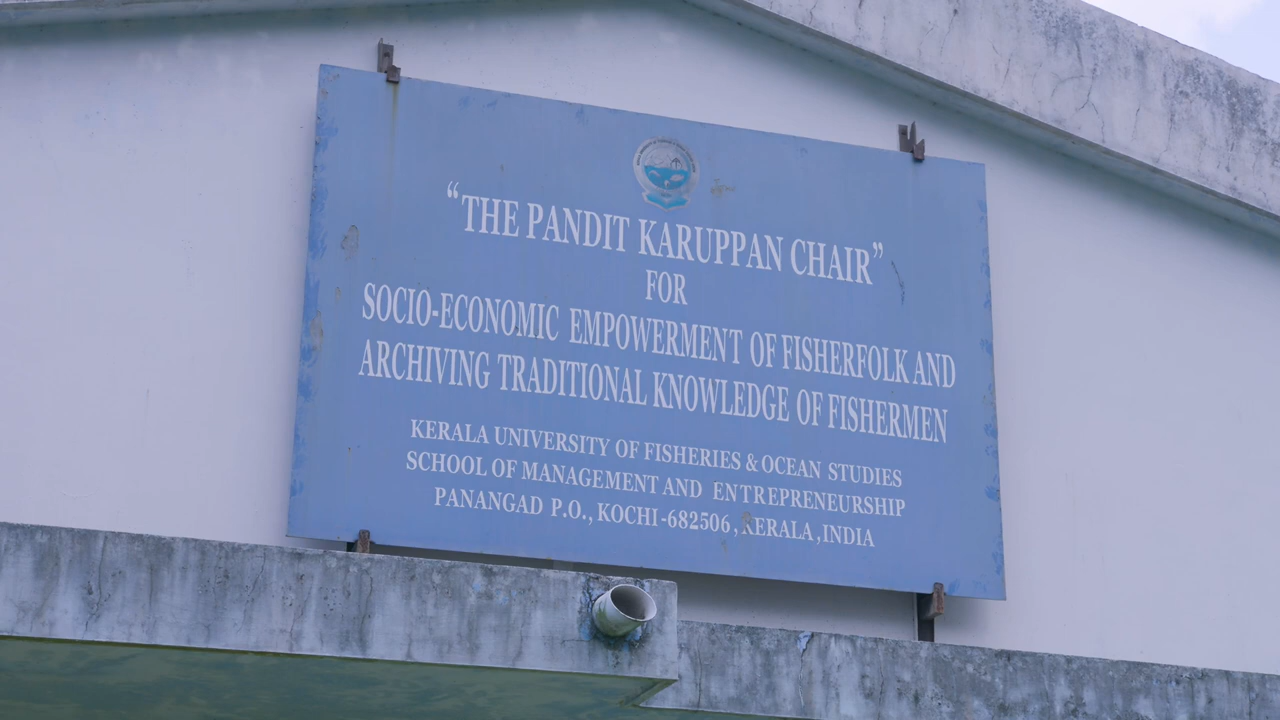 “THE PANDIT KARUPPAN CHAIR”
FOR
SOCIO-ECONOMIC EMPOWERMENT OF FISHERFOLK AND
ARCHIVING TRADITIONAL KNOWLEDGE OF FISHERMEN
KERALA UNIVERSITY OF FISHERIES & OCEAN STUDIES
SCHOOL OF MANAGEMENT AND ENTREPRENEURSHIP
PANANGAD P.O., KOCHI-682506, KERALA, INDIA